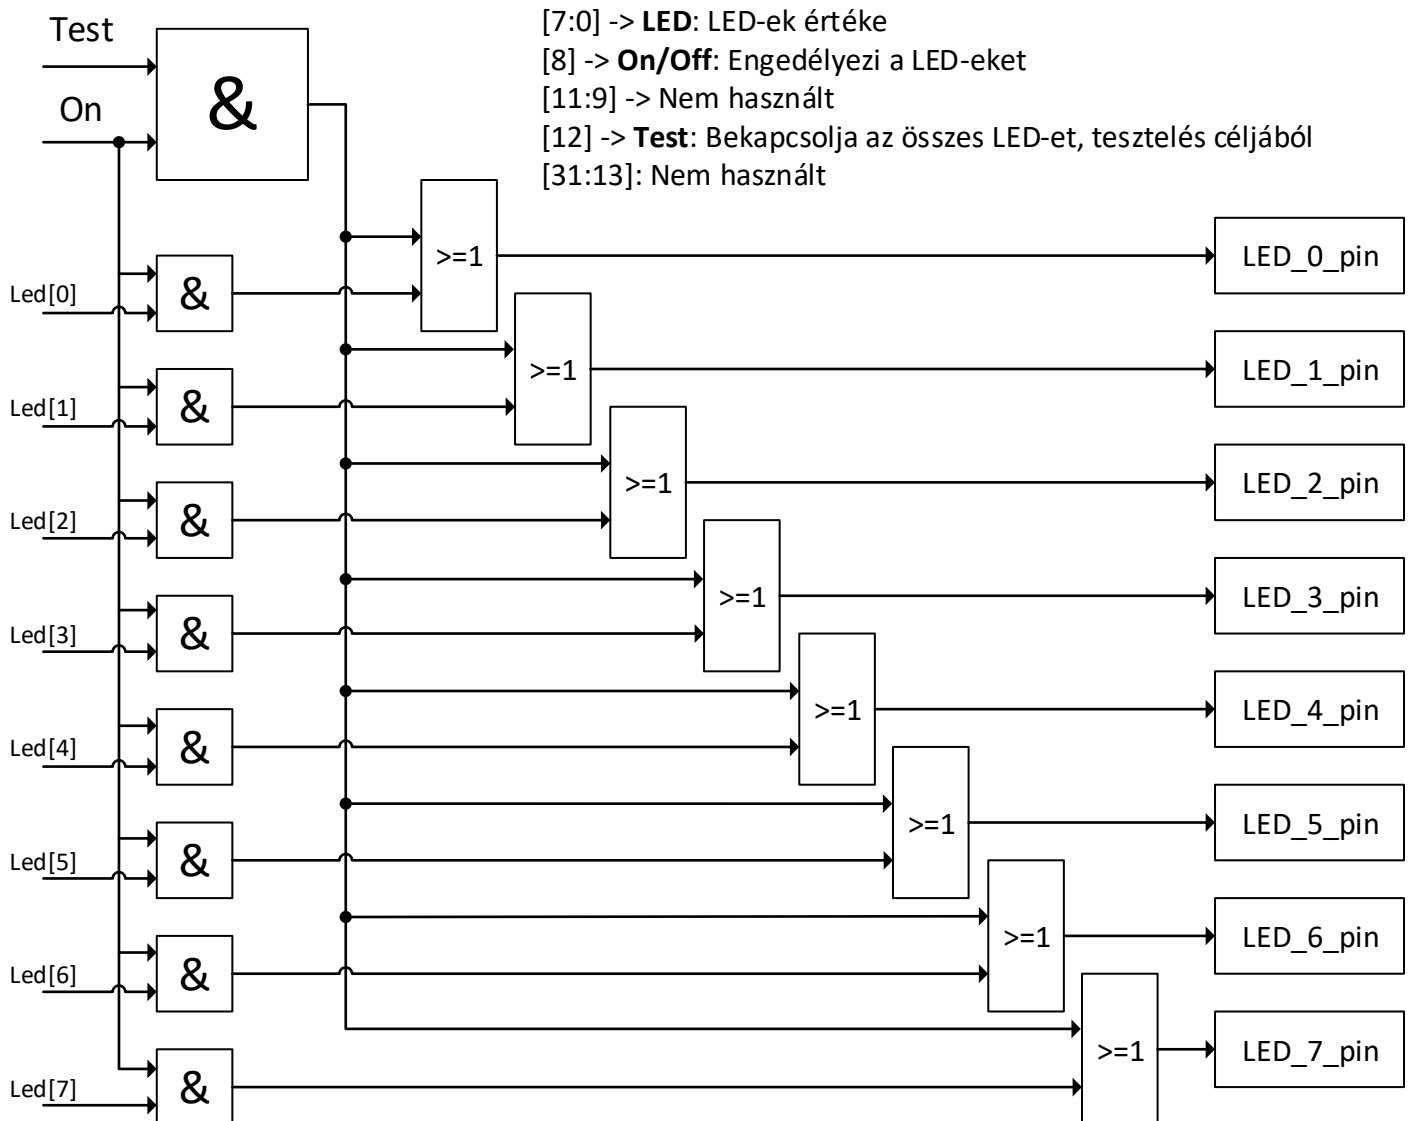 Test
On
&
[7:0] -> LED: LED-ek értéke
[8] -> On/Off: Engedélyezi a LED-eket
[11:9] -> Nem használt
[12] -> Test: Bekapcsolja az összes LED-et, tesztelés céljából
[31:13]: Nem használt
Led[0]
&
>=1
LED_0_pin
Led[1]
&
>=1
LED_1_pin
Led[2]
&
>=1
LED_2_pin
Led[3]
&
>=1
LED_3_pin
Led[4]
&
>=1
LED_4_pin
Led[5]
&
>=1
LED_5_pin
Led[6]
&
>=1
LED_6_pin
Led[7]
&
>=1
LED_7_pin